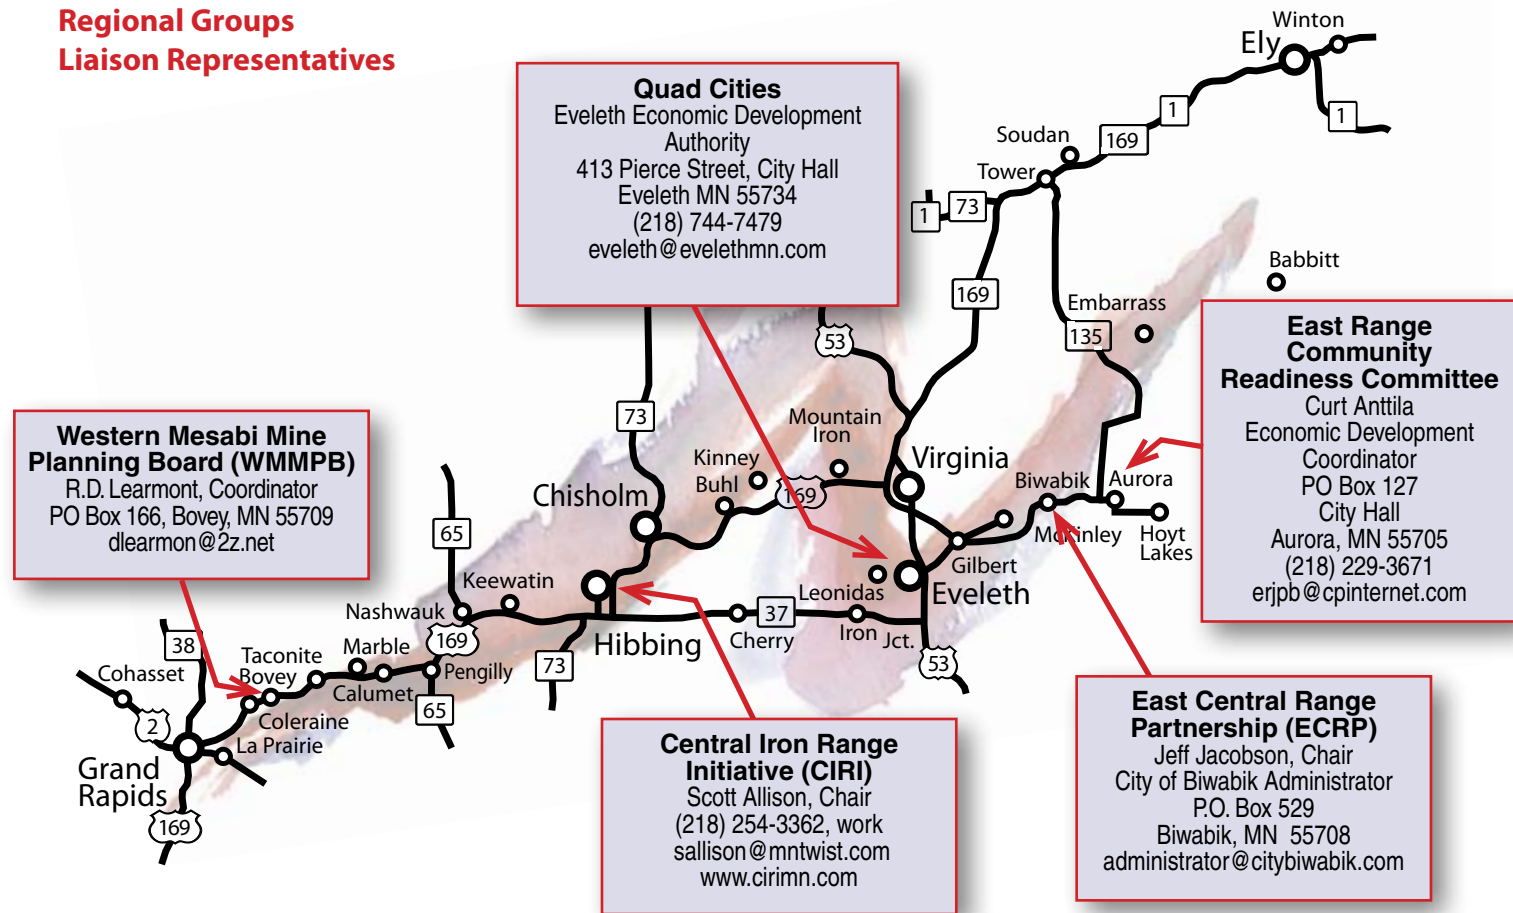 Regional Groups
Liaison Representatives
Quad Cities
Eveleth Economic Development
Authority
413 Pierce Street, City Hall
Eveleth MN 55734
(218) 744-7479
eveleth@evelethmn.com
Winton
Ely
1
1
169
Soudan
Tower
73
1
169
Babbitt
Embarrass
135
53
East Range
Community
Readiness Committee
Curt Anttila
Economic Development
Coordinator
PO Box 127
City Hall
Aurora, MN 55705
(218) 229-3671
erjpb@cpinternet.com
Western Mesabi Mine
Planning Board (WMMPB)
R.D. Learmont, Coordinator
PO Box 166, Bovey, MN 55709
dlearmon@2z.net
73
Mountain
Iron
Kinney
Buhl
Virginia
Chisholm
169
Biwabik
Aurora
McKinley
Hoyt
Lakes
65
Keewatin
Nashwauk
Gilbert
Leonidas
Eveleth
169
Hibbing
37
Cherry
Iron
Jct.
53
38
Marble
Taconite
Bovey
Cohasset
Calumet
Pengilly
73
65
2
Coleraine
La Prairie
Grand
Rapids
169
Central Iron Range
Initiative (CIRI)
Scott Allison, Chair
(218) 254-3362, work
sallison@mntwist.com
www.cirimn.com
East Central Range
Partnership (ECRP)
Jeff Jacobson, Chair
City of Biwabik Administrator
P.O. Box 529
Biwabik, MN  55708
administrator@citybiwabik.com